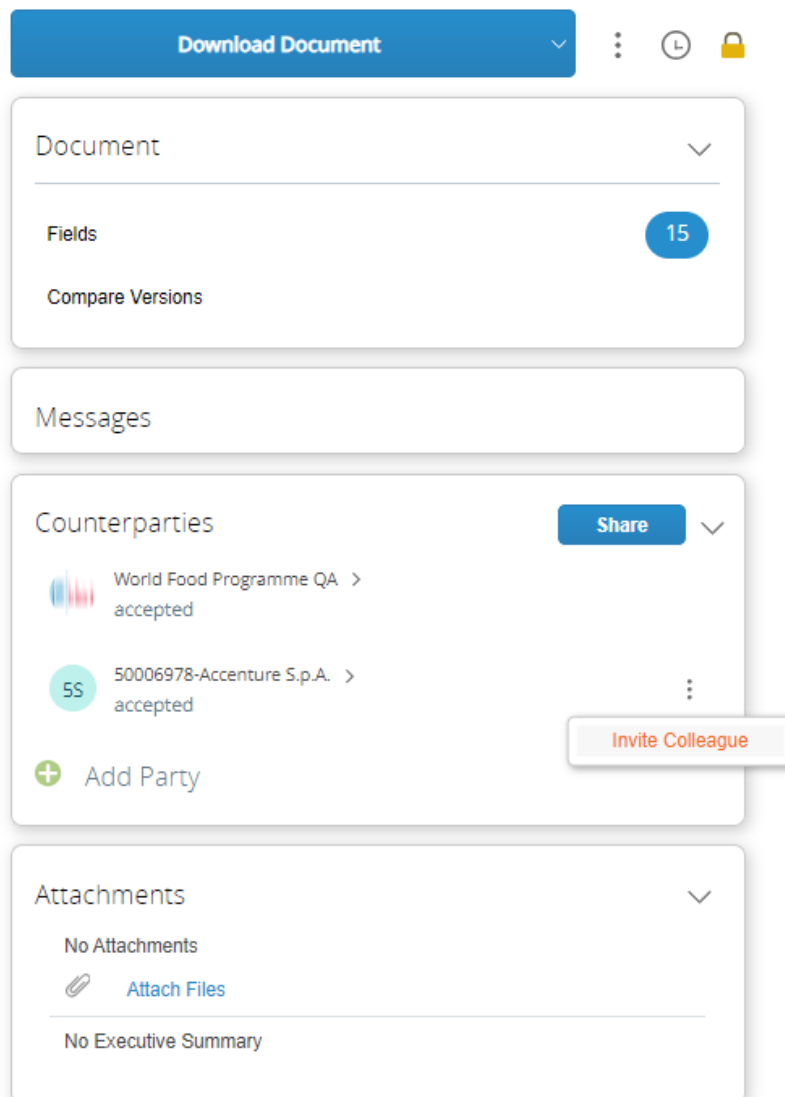 Download Document
Document
Fields
15
Compare Versions
Messages
Counterparties
Share
World Food Programme QA
accepted
5S
50006978-Accenture S.p.A.
accepted
Invite Colleague
Add Party
Attachments
No Attachments
Attach Files
No Executive Summary